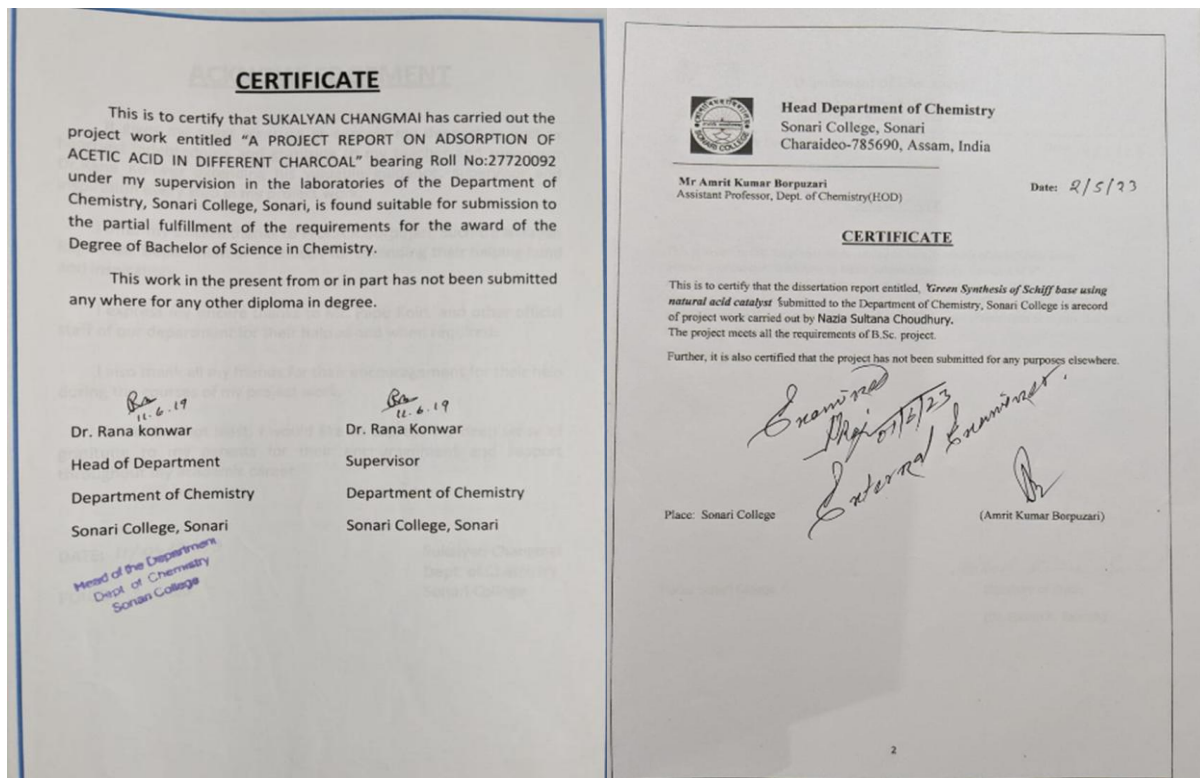 CERTIFICATE
This is to certify that SUKALYAN CHANGMAI has carried out the
project work entitled “A PROJECT REPORT ON ADSORPTION OF
ACETIC ACID IN DIFFERENT CHARCOAL” bearing Roll No:27720092
under my supervision in the laboratories of the Department of
Chemistry, Sonari College, Sonari, is found suitable for submission to
the partial fulfillment of the requirements for the award of the
Degree of Bachelor of Science in Chemistry.
This work in the present from or in part has not been submitted
any where for any other diploma in degree.
11.6.19
11.6.19
Dr. Rana konwar
Dr. Rana Konwar
Head of Department
Supervisor
Department of Chemistry
Department of Chemistry
Sonari College, Sonari
Sonari College, Sonari
Head of the Department
Dept of Chemistry
Sonari College
SONARI COLLEGE
Head Department of Chemistry
Sonari College, Sonari
Charaideo-785690, Assam, India
Mr Amrit Kumar Borpuzari
Assistant Professor, Dept. of Chemistry(HOD)
Date: 2/5/23
CERTIFICATE
This is to certify that the dissertation report entitled, 'Green Synthesis of Schiff base using
natural acid catalyst' submitted to the Department of Chemistry, Sonari College is arecord
of project work carried out by Nazia Sultana Choudhury.
The project meets all the requirements of B.Sc. project.
Further, it is also certified that the project has not been submitted for any purposes elsewhere.
Examined
External Examiner.
Place: Sonari College
(Amrit Kumar Borpuzari)
2